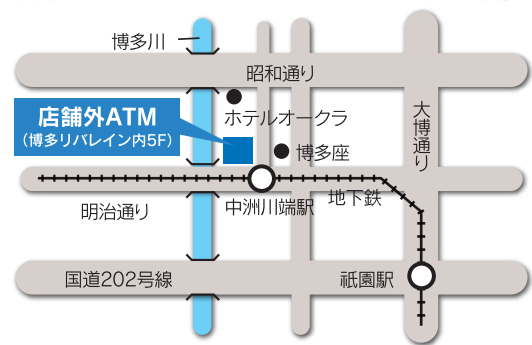 博多川
昭和通り
店舗外ATM
（博多リバレイン内5F）
ホテルオークラ
大博通り
博多座
明治通り
中洲川端駅
地下鉄
国道202号線
祇園駅